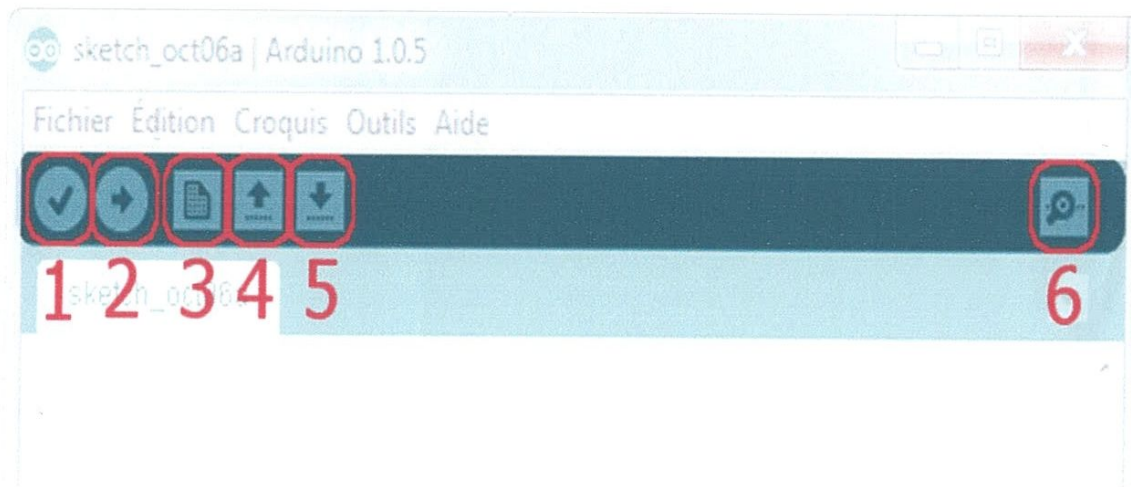 sketch_oct06a | Arduino 1.0.5
Fichier Édition Croquis Outils Aide
1 2 3 4 5 6